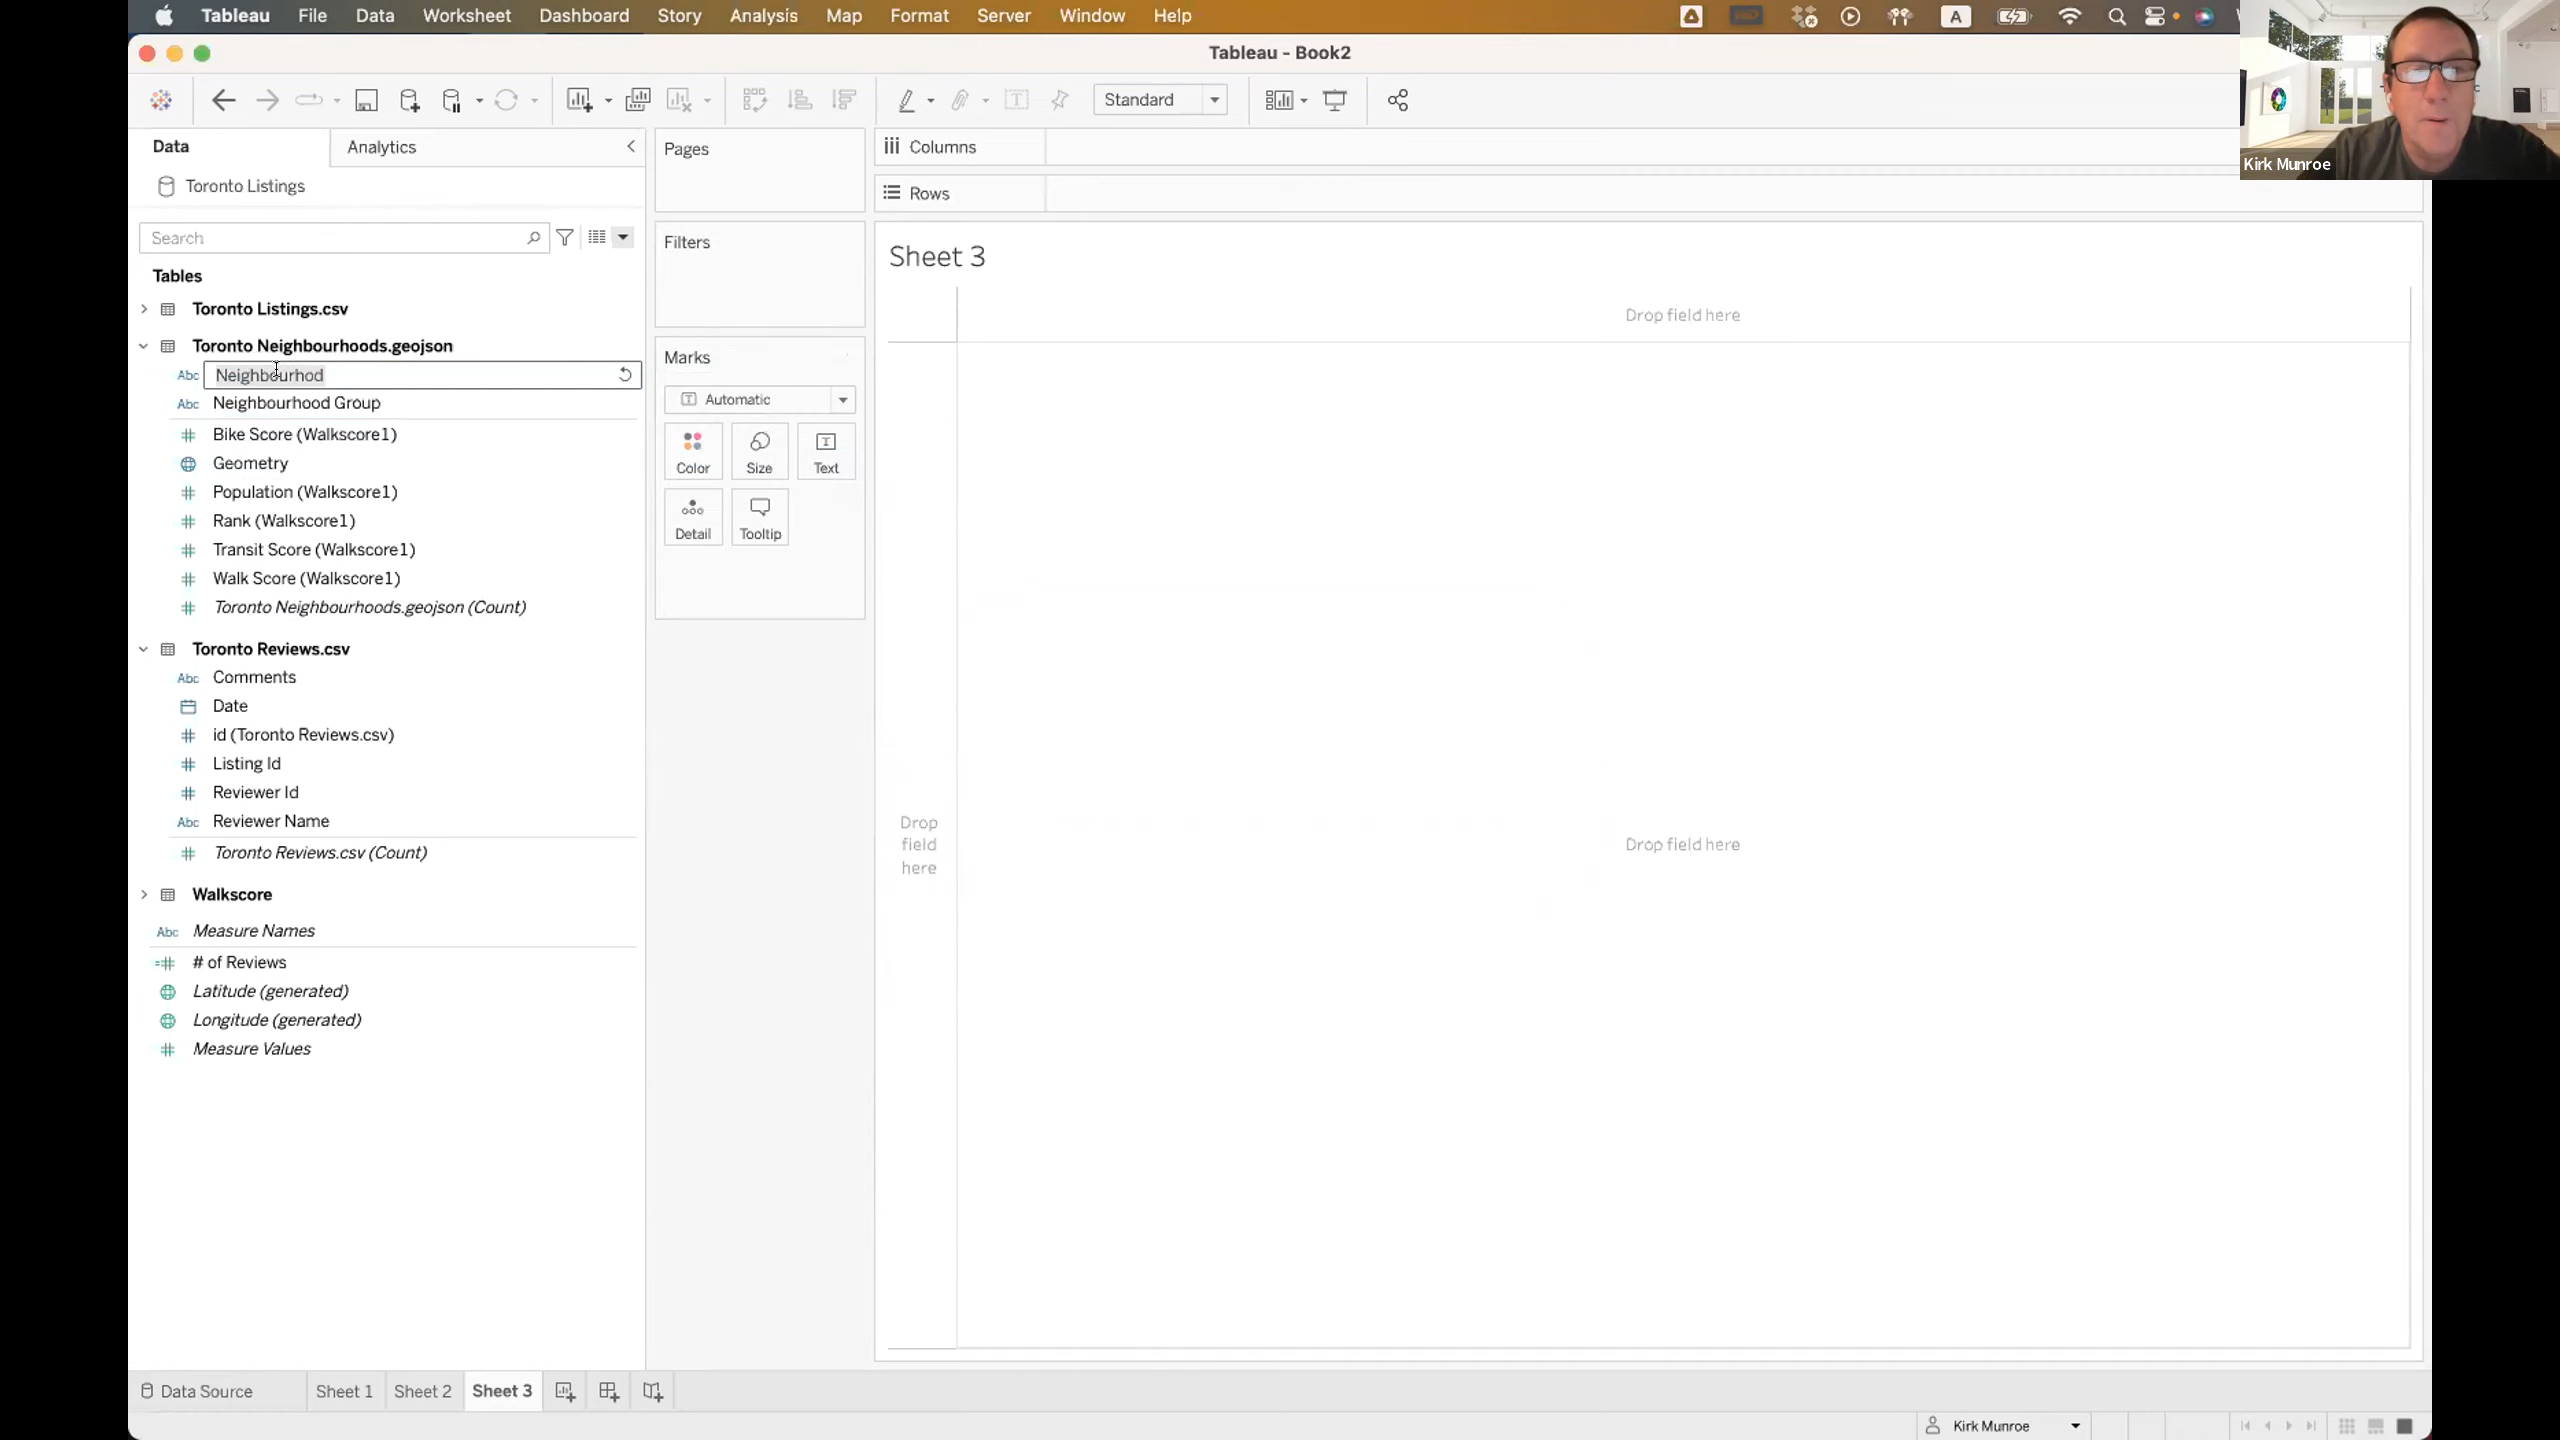 Tableau File Data Worksheet Dashboard Story Analysis Map Format Server Window Help
A
Tableau - Book2
Standard
Kirk Munroe
Data Analytics
Toronto Listings
Search
Tables
Toronto Listings.csv
Toronto Neighbourhoods.geojson
Abc Neighbourhod
Abc Neighbourhood Group
Bike Score (Walkscore1)
Geometry
Population (Walkscore1)
Rank (Walkscore1)
Transit Score (Walkscore1)
Walk Score (Walkscore1)
Toronto Neighbourhoods.geojson (Count)
Toronto Reviews.csv
Abc Comments
Date
id (Toronto Reviews.csv)
Listing Id
Reviewer Id
Abc Reviewer Name
Toronto Reviews.csv (Count)
Walkscore
Abc Measure Names
# of Reviews
Latitude (generated)
Longitude (generated)
Measure Values
Pages
Filters
Marks
Automatic
Color Size Text
Detail Tooltip
Columns
Rows
Sheet 3
Drop field here
Drop
field
here
Drop field here
Data Source Sheet 1 Sheet 2 Sheet 3
Kirk Munroe